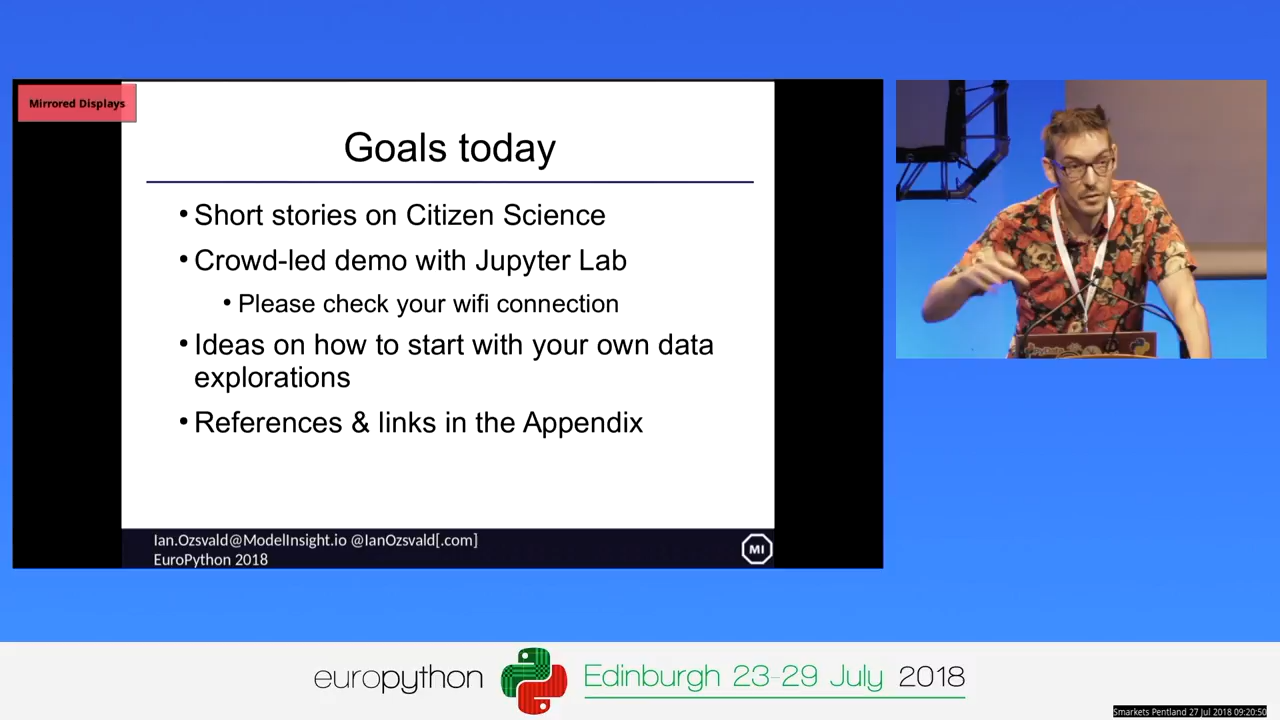 Mirrored Displays
Goals today
• Short stories on Citizen Science
• Crowd-led demo with Jupyter Lab
• Please check your wifi connection
• Ideas on how to start with your own data
explorations
• References & links in the Appendix
Ian.Ozsvald@ModelInsight.io @IanOzsvald[.com]
EuroPython 2018
MI
europython
Edinburgh 23-29 July 2018
Smarkets Pentland 27 Jul 2018 09:20:50